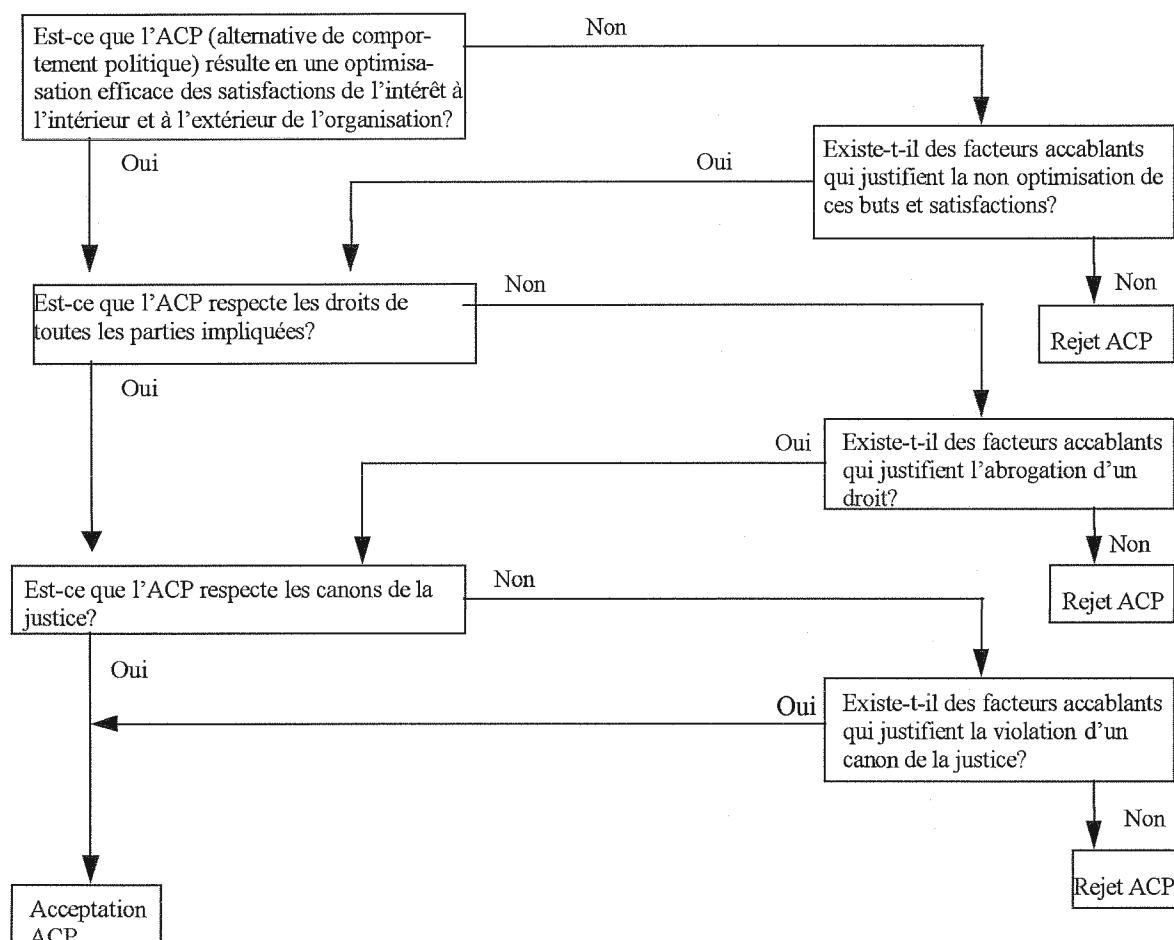 Est-ce que l'ACP (alternative de compor-
tement politique) résulte en une optimisa-
sation efficace des satisfactions de l'intérêt à
l'intérieur et à l'extérieur de l'organisation?
Non
Oui
Existe-t-il des facteurs accablants
qui justifient la non optimisation de
ces buts et satisfactions?
Oui
Non
Rejet ACP
Est-ce que l'ACP respecte les droits de
toutes les parties impliquées?
Non
Oui
Existe-t-il des facteurs accablants
qui justifient l'abrogation d'un
droit?
Oui
Non
Rejet ACP
Est-ce que l'ACP respecte les canons de la
justice?
Non
Oui
Existe-t-il des facteurs accablants
qui justifient la violation d'un
canon de la justice?
Oui
Non
Rejet ACP
Acceptation
ACP